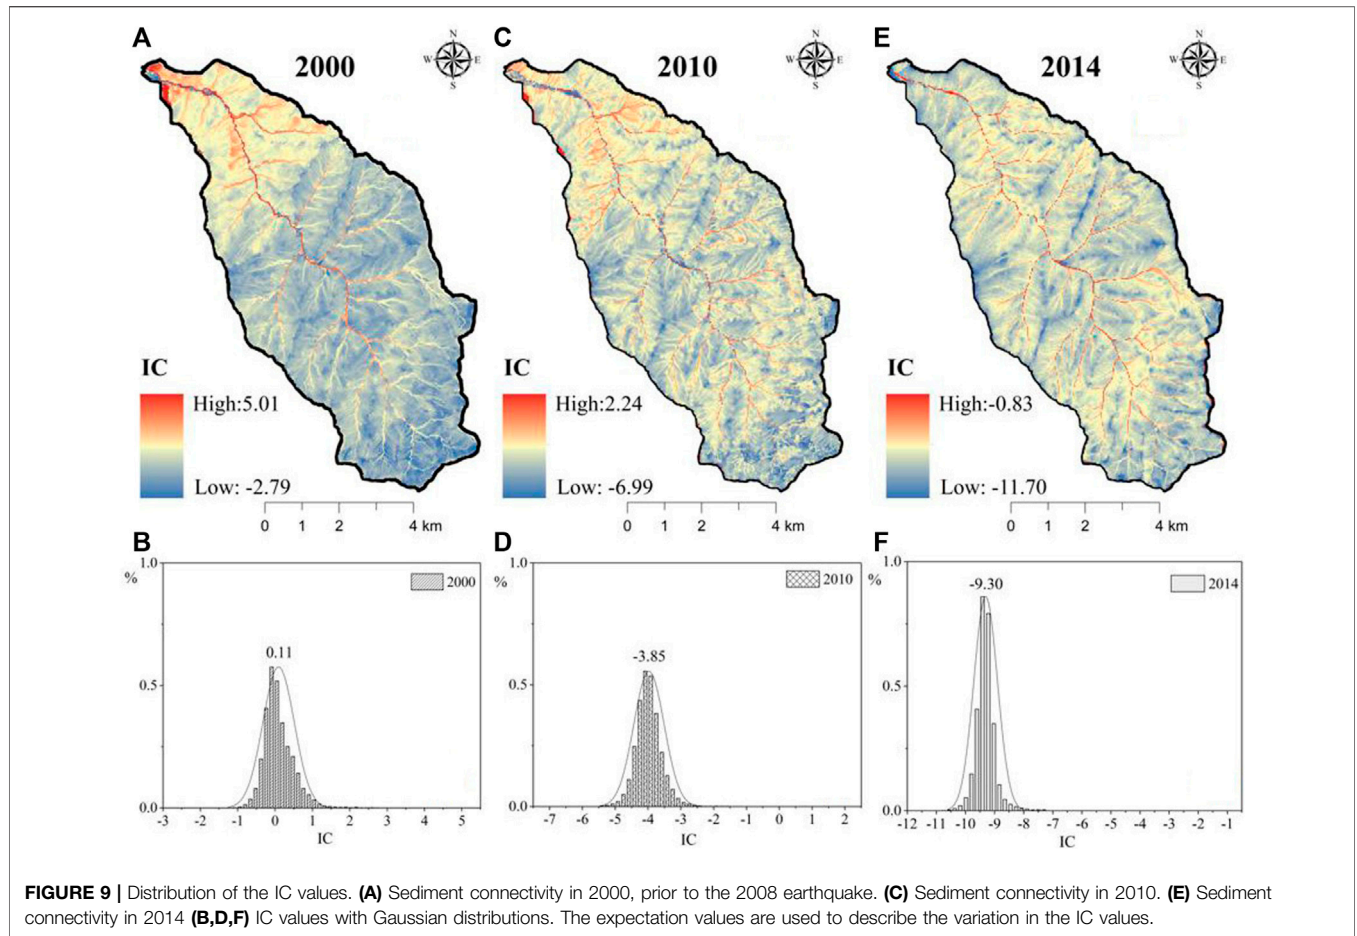 A
2000
N
W
E
S
C
2010
N
W
E
S
E
2014
N
W
E
S
IC
High:5.01
Low: -2.79
0 1 2 4 km
IC
High:2.24
Low: -6.99
0 1 2 4 km
IC
High:-0.83
Low: -11.70
0 1 2 4 km
B
%
1.0
0.5
0.0
2000
0.11
-3 -2 -1 0 1 2 3 4 5
IC
D
%
1.0
0.5
0.0
2010
-3.85
-7 -6 -5 -4 -3 -2 -1 0 1 2
IC
F
%
1.0
0.5
0.0
2014
-9.30
-12 -11 -10 -9 -8 -7 -6 -5 -4 -3 -2 -1
IC
FIGURE 9 | Distribution of the IC values. (A) Sediment connectivity in 2000, prior to the 2008 earthquake. (C) Sediment connectivity in 2010. (E) Sediment
connectivity in 2014 (B,D,F) IC values with Gaussian distributions. The expectation values are used to describe the variation in the IC values.